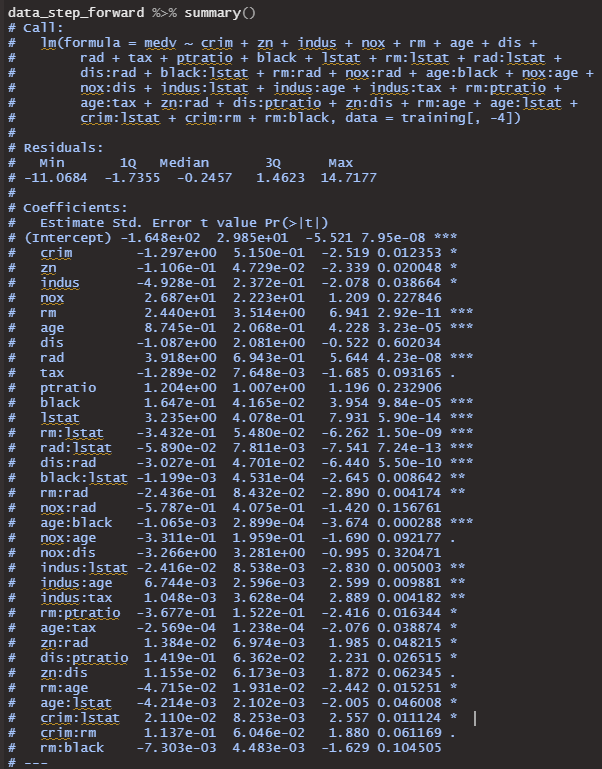 data_step_forward %>% summary()
# Call:
#   lm(formula = medv ~ crim + zn + indus + nox + rm + age + dis +
#        rad + tax + ptratio + black + lstat + rm:lstat + rad:lstat +
#        dis:rad + black:lstat + rm:rad + nox:rad + age:black + nox:age +
#        nox:dis + indus:lstat + indus:age + indus:tax + rm:ptratio +
#        age:tax + zn:rad + dis:ptratio + zn:dis + rm:age + age:lstat +
#        crim:lstat + crim:rm + rm:black, data = training[, -4])
#
# Residuals:
#   Min       1Q   Median       3Q      Max
# -11.0684  -1.7355  -0.2457   1.4623  14.7177
#
# Coefficients:
#   Estimate Std. Error t value Pr(>|t|)
# (Intercept) -1.648e+02  2.985e+01  -5.521 7.95e-08 ***
#   crim        -1.297e+00  5.150e-01  -2.519 0.012353 *
#   zn          -1.106e-01  4.729e-02  -2.339 0.020048 *
#   indus       -4.928e-01  2.372e-01  -2.078 0.038664 *
#   nox          2.687e+01  2.223e+01   1.209 0.227846
#   rm           2.440e+01  3.514e+00   6.941 2.92e-11 ***
#   age          8.745e-01  2.068e-01   4.228 3.23e-05 ***
#   dis         -1.087e+00  2.081e+00  -0.522 0.602034
#   rad          3.918e+00  6.943e-01   5.644 4.23e-08 ***
#   tax         -1.289e-02  7.648e-03  -1.685 0.093165 .
#   ptratio      1.204e+00  1.007e+00   1.196 0.232906
#   black        1.647e-01  4.165e-02   3.954 9.84e-05 ***
#   lstat        3.235e+00  4.078e-01   7.931 5.90e-14 ***
#   rm:lstat    -3.432e-01  5.480e-02  -6.262 1.50e-09 ***
#   rad:lstat   -5.890e-02  7.811e-03  -7.541 7.24e-13 ***
#   dis:rad     -3.027e-01  4.701e-02  -6.440 5.50e-10 ***
#   black:lstat -1.199e-03  4.531e-04  -2.645 0.008642 **
#   rm:rad      -2.436e-01  8.432e-02  -2.890 0.004174 **
#   nox:rad     -5.787e-01  4.075e-01  -1.420 0.156761
#   age:black   -1.065e-03  2.899e-04  -3.674 0.000288 ***
#   nox:age     -3.311e-01  1.959e-01  -1.690 0.092177 .
#   nox:dis     -3.266e+00  3.281e+00  -0.995 0.320471
#   indus:lstat -2.416e-02  8.538e-03  -2.830 0.005003 **
#   indus:age    6.744e-03  2.596e-03   2.599 0.009881 **
#   indus:tax    1.048e-03  3.628e-04   2.889 0.004182 **
#   rm:ptratio  -3.677e-01  1.522e-01  -2.416 0.016344 *
#   age:tax     -2.569e-04  1.238e-04  -2.076 0.038874 *
#   zn:rad       1.384e-02  6.974e-03   1.985 0.048215 *
#   dis:ptratio  1.419e-01  6.362e-02   2.231 0.026515 *
#   zn:dis       1.155e-02  6.173e-03   1.872 0.062345 .
#   rm:age      -4.715e-02  1.931e-02  -2.442 0.015251 *
#   age:lstat   -4.214e-03  2.102e-03  -2.005 0.046008 *
#   crim:lstat   2.110e-02  8.253e-03   2.557 0.011124 *
#   crim:rm      1.137e-01  6.046e-02   1.880 0.061169 .
#   rm:black    -7.303e-03  4.483e-03  -1.629 0.104505
# ---